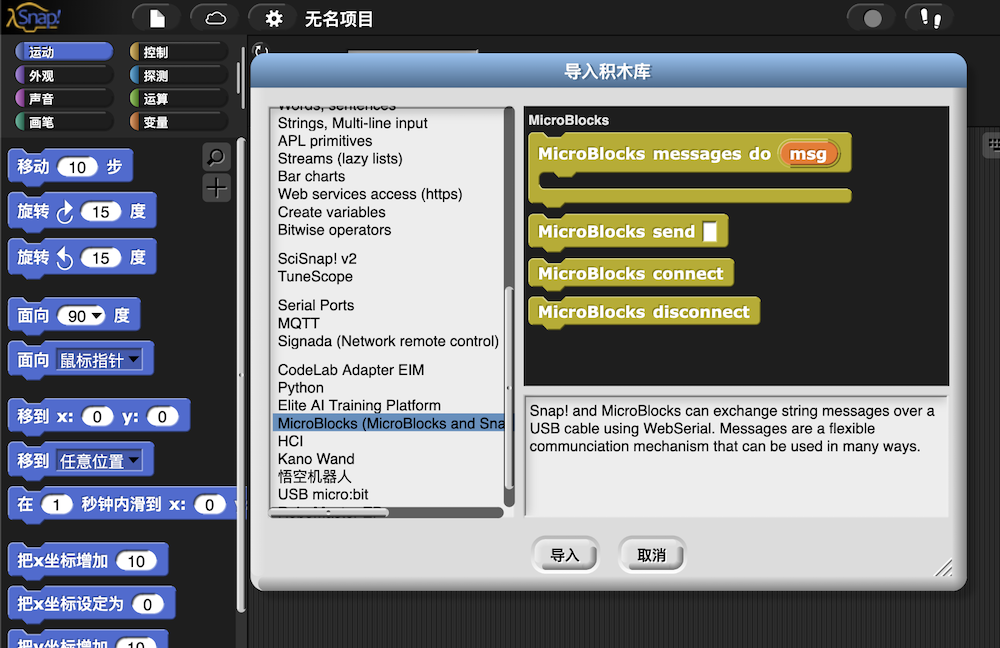 Snap!
无名项目
运动
控制
外观
探测
声音
运算
画笔
变量
移动 10 步
旋转 15 度
旋转 15 度
面向 90 度
面向 鼠标指针
移到 x: 0 y: 0
移到 任意位置
在 1 秒钟内滑到 x: 0
把x坐标增加 10
把x坐标设定为 0
把y坐标增加 10
导入积木库
Words, sentences
Strings, Multi-line input
APL primitives
Streams (lazy lists)
Bar charts
Web services access (https)
Create variables
Bitwise operators
SciSnap! v2
TuneScope
Serial Ports
MQTT
Signada (Network remote control)
CodeLab Adapter EIM
Python
Elite AI Training Platform
MicroBlocks (MicroBlocks and Sna
HCI
Kano Wand
悟空机器人
USB micro:bit
MicroBlocks
MicroBlocks messages do msg
MicroBlocks send
MicroBlocks connect
MicroBlocks disconnect
Snap! and MicroBlocks can exchange string messages over a
USB cable using WebSerial. Messages are a flexible
communciation mechanism that can be used in many ways.
导入
取消